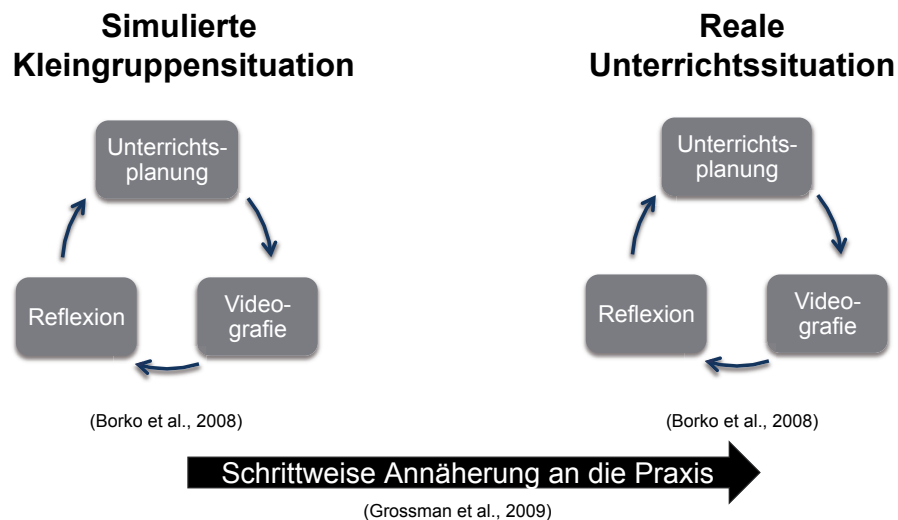 Simulierte
Kleingruppensituation
Unterrichts-
planung
Reflexion
Video-
grafie
(Borko et al., 2008)
Reale
Unterrichtssituation
Unterrichts-
planung
Reflexion
Video-
grafie
(Borko et al., 2008)
Schrittweise Annäherung an die Praxis
(Grossman et al., 2009)